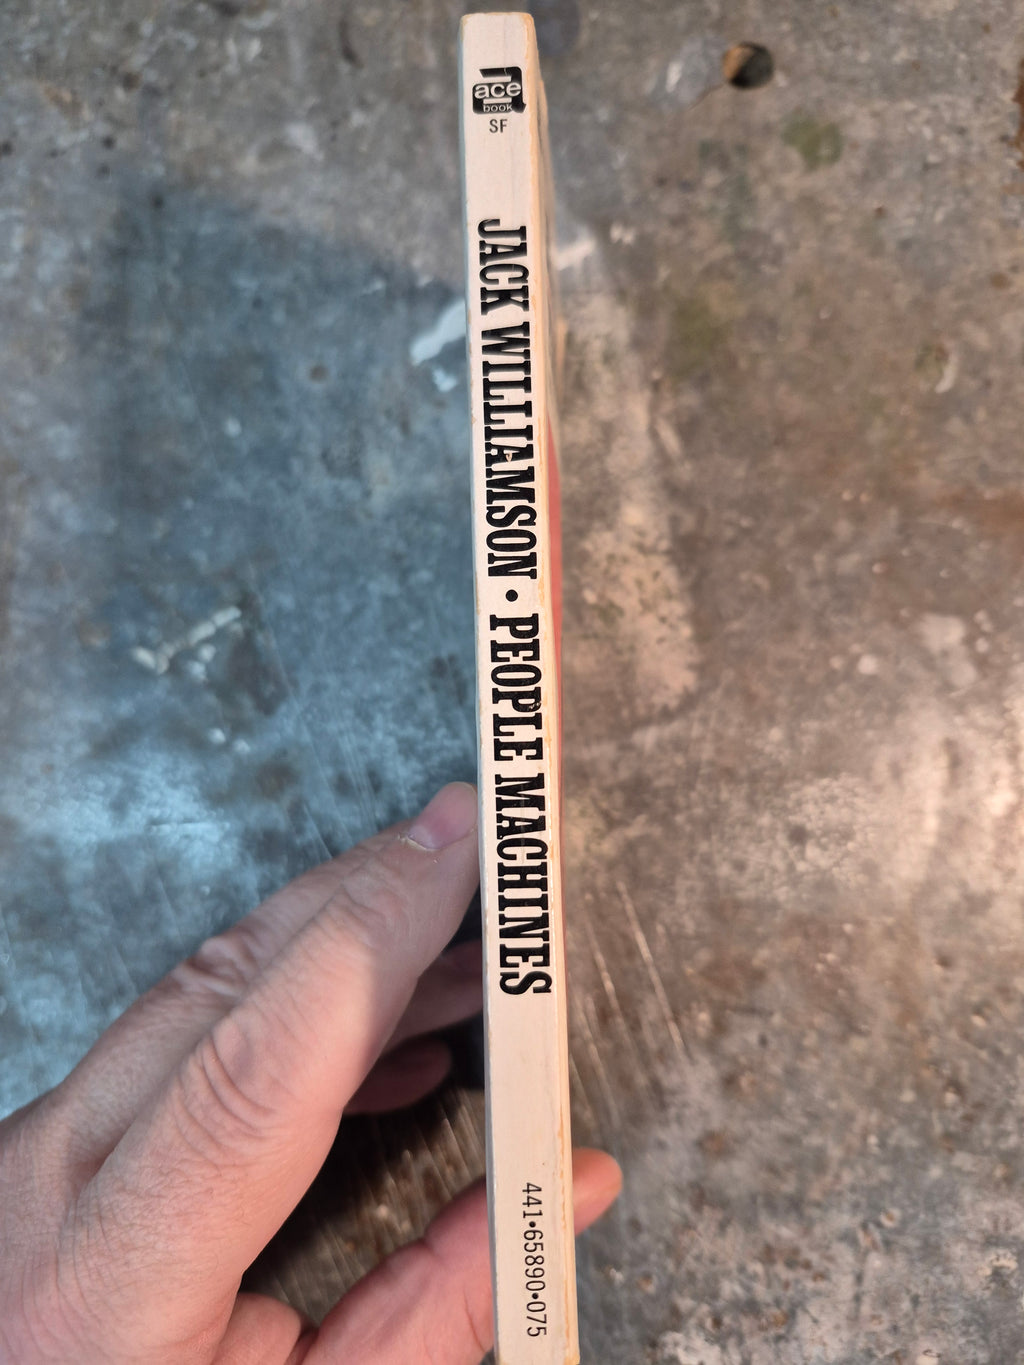 ace
book
SF
JACK WILLIAMSON • PEOPLE MACHINES
441•65890•075